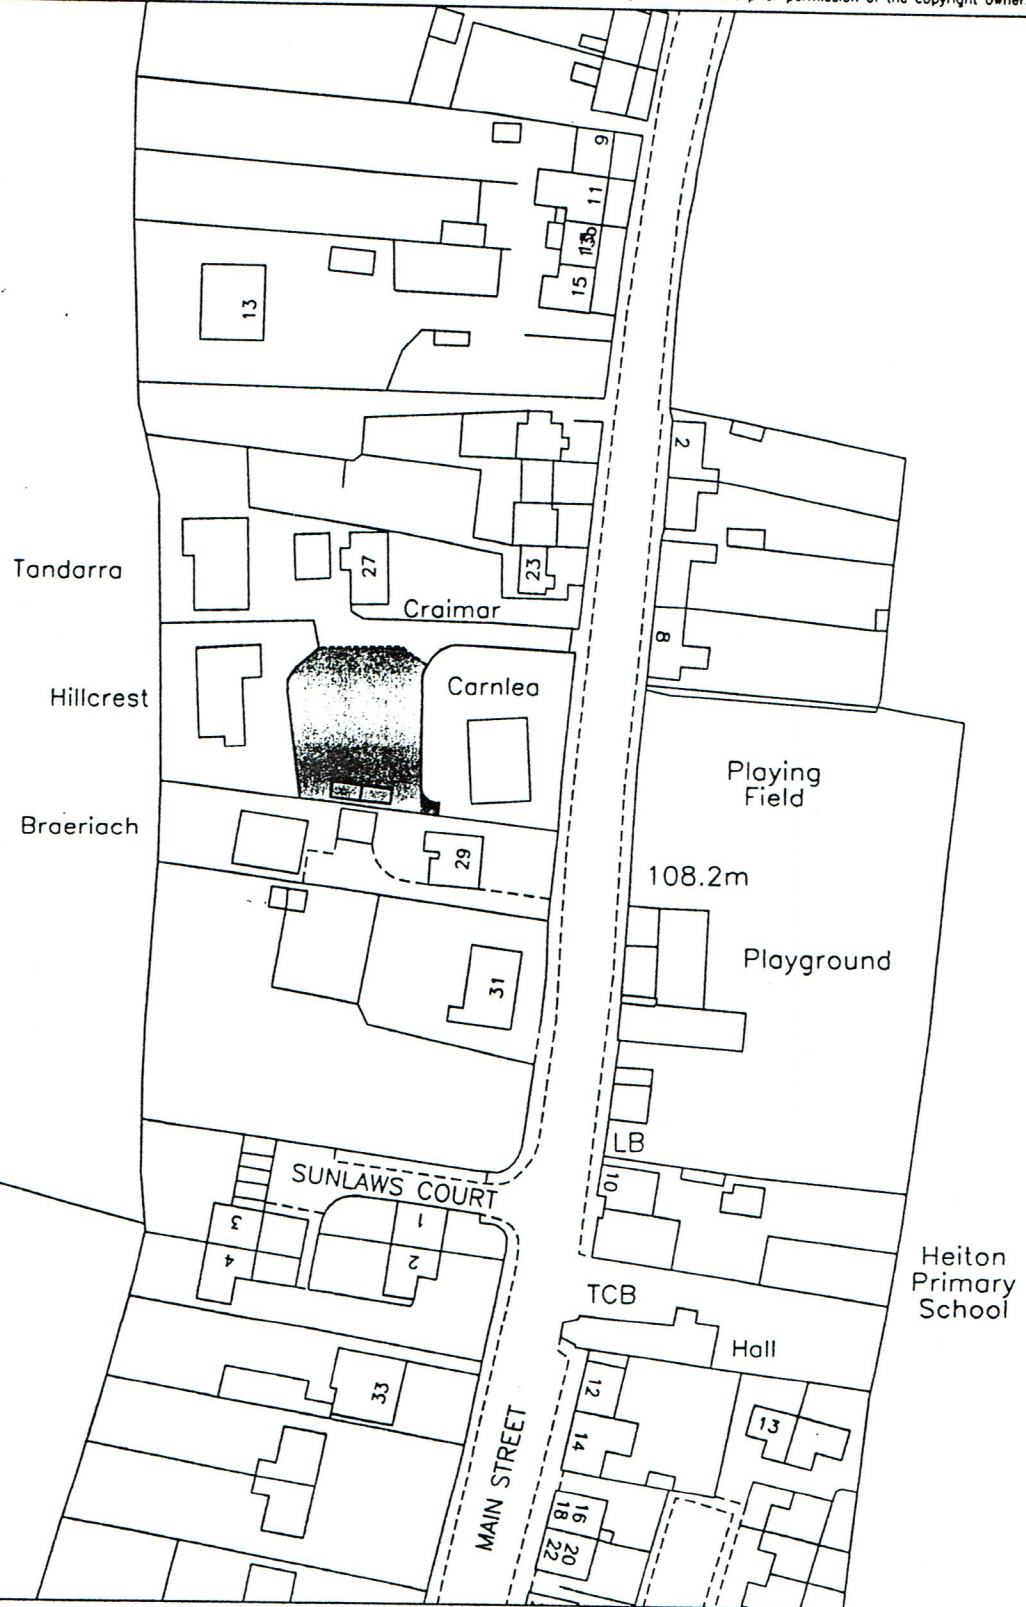 prior permission of the copyright owner
9
11
15
13
2
Tandarra
27
23
Craimar
8
Hillcrest
Carnlea
Playing
Field
Braeriach
29
108.2m
31
Playground
LB
SUNLAWS COURT
10
3
1
4
2
Heiton
Primary
School
TCB
Hall
33
12
13
14
MAIN STREET
16
18
20
22